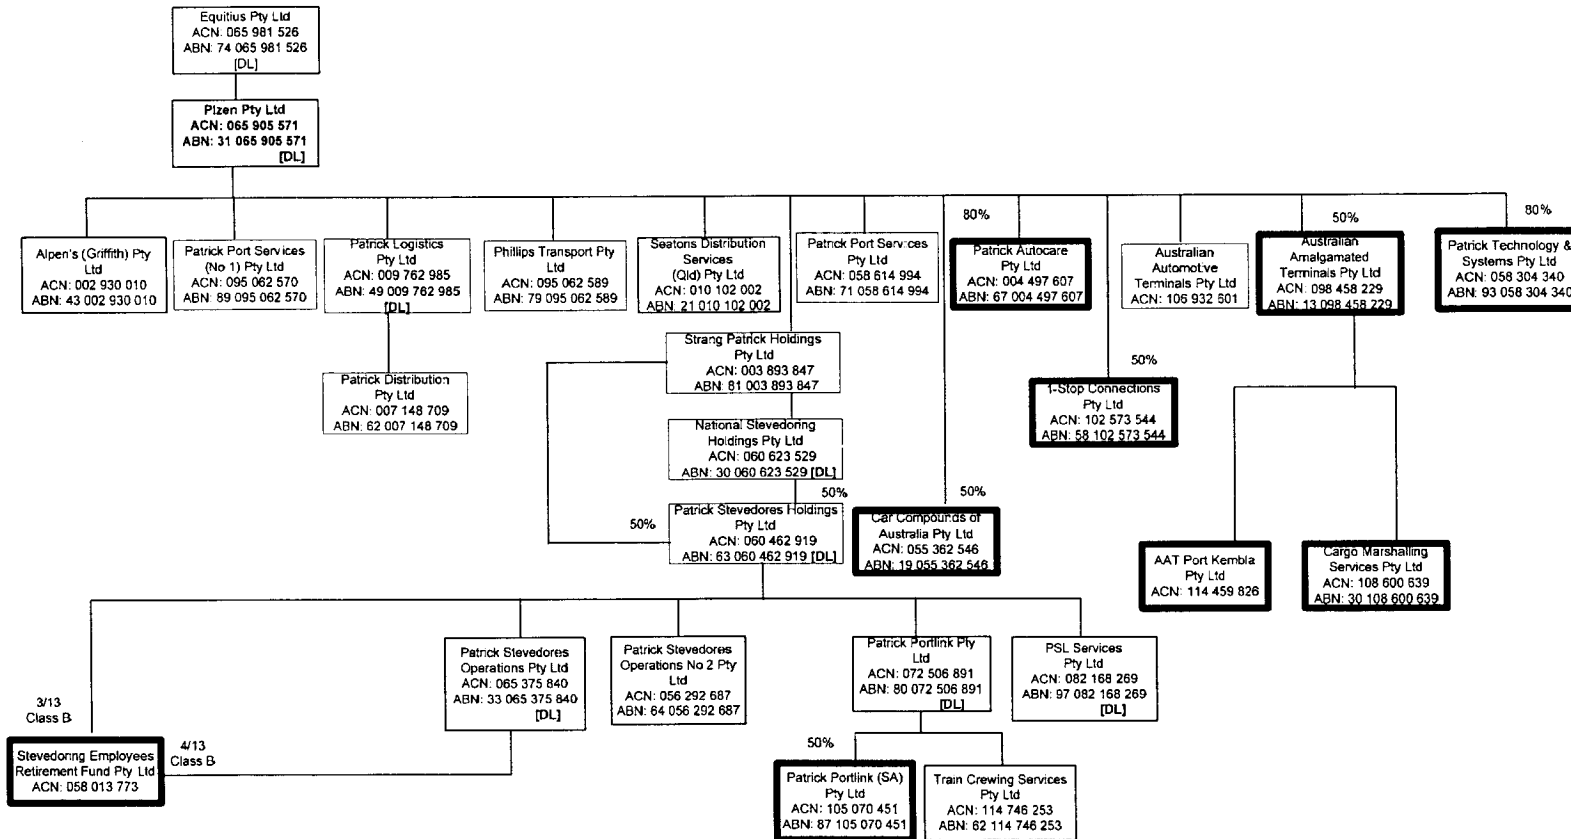 Equitius Pty Ltd
ACN: 065 981 526
ABN: 74 065 981 526
[DL]
Plzen Pty Ltd
ACN: 065 905 571
ABN: 31 065 905 571
[DL]
Alpen's (Griffith) Pty
Ltd
ACN: 002 930 010
ABN: 43 002 930 010
Patrick Port Services
(No 1) Pty Ltd
ACN: 095 062 570
ABN: 89 095 062 570
Patrick Logistics
Pty Ltd
ACN: 009 762 985
ABN: 49 009 762 985
[DL]
Phillips Transport Pty
Ltd
ACN: 095 062 589
ABN: 79 095 062 589
Seatons Distribution
Services
(Qld) Pty Ltd
ACN: 010 102 002
ABN: 21 010 102 002
Patrick Port Services
Pty Ltd
ACN: 058 614 994
ABN: 71 058 614 994
80%
Patrick Autocare
Pty Ltd
ACN: 004 497 607
ABN: 67 004 497 607
Australian
Automotive
Terminals Pty Ltd
ACN: 106 932 501
50%
Australian
Amalgamated
Terminals Pty Ltd
ACN: 098 458 229
ABN: 13 098 458 229
80%
Patrick Technology &
Systems Pty Ltd
ACN: 058 304 340
ABN: 93 058 304 340
Patrick Distribution
Pty Ltd
ACN: 007 148 709
ABN: 62 007 148 709
Strang Patrick Holdings
Pty Ltd
ACN: 003 893 847
ABN: 81 003 893 847
50%
1-Stop Connections
Pty Ltd
ACN: 102 573 544
ABN: 58 102 573 544
National Stevedoring
Holdings Pty Ltd
ACN: 060 623 529
ABN: 30 060 623 529 [DL]
50%
50%
Patrick Stevedores Holdings
Pty Ltd
ACN: 060 462 919
ABN: 63 060 462 919 [DL]
50%
Car Compounds of
Australia Pty Ltd
ACN: 055 362 546
ABN: 19 055 362 546
AAT Port Kembla
Pty Ltd
ACN: 114 459 826
Cargo Marshalling
Services Pty Ltd
ACN: 108 600 639
ABN: 30 108 600 639
Patrick Stevedores
Operations Pty Ltd
ACN: 065 375 840
ABN: 33 065 375 840
[DL]
Patrick Stevedores
Operations No 2 Pty
Ltd
ACN: 056 292 687
ABN: 64 056 292 687
Patrick Portlink Pty
Ltd
ACN: 072 506 891
ABN: 80 072 506 891
[DL]
PSL Services
Pty Ltd
ACN: 082 168 269
ABN: 97 082 168 269
[DL]
3/13
Class B
4/13
Class B
Stevedoring Employees
Retirement Fund Pty Ltd
ACN: 058 013 773
50%
Patrick Portlink (SA)
Pty Ltd
ACN: 105 070 451
ABN: 87 105 070 451
Train Crewing Services
Pty Ltd
ACN: 114 746 253
ABN: 62 114 746 253